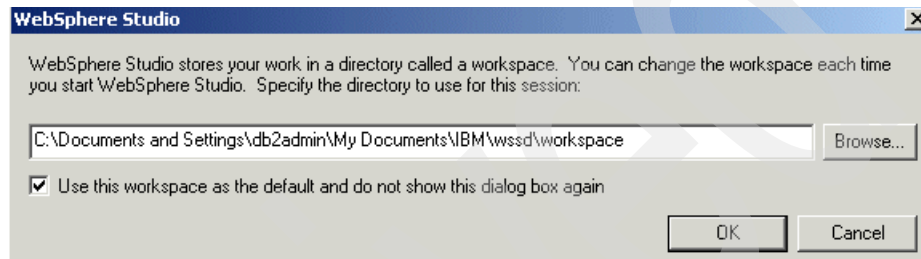 WebSphere Studio
WebSphere Studio stores your work in a directory called a workspace. You can change the workspace each time
you start WebSphere Studio. Specify the directory to use for this session:
C:\Documents and Settings\db2admin\My Documents\IBM\wssd\workspace
Browse...
Use this workspace as the default and do not show this dialog box again
OK
Cancel